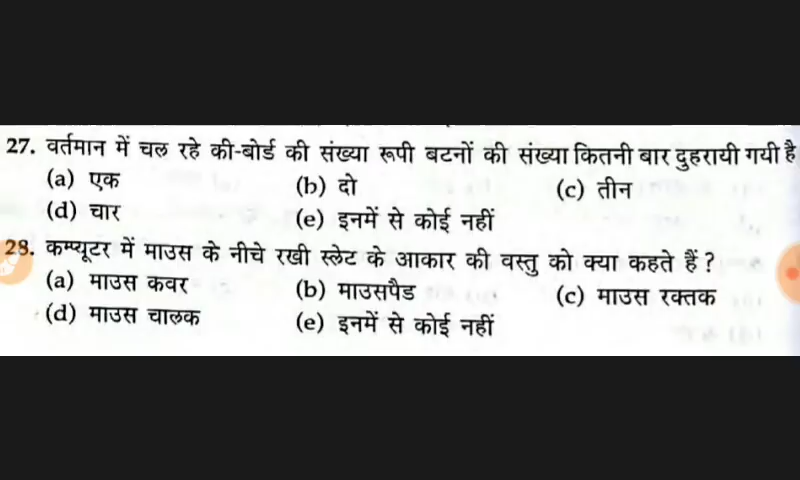 27. वर्तमान में चल रहे की-बोर्ड की संख्या रूपी बटनों की संख्या कितनी बार दुहरायी गयी है
(a) एक (b) दो (c) तीन
(d) चार (e) इनमें से कोई नहीं
28. कम्प्यूटर में माउस के नीचे रखी स्लेट के आकार की वस्तु को क्या कहते हैं ?
(a) माउस कवर (b) माउसपैड (c) माउस रक्तक
(d) माउस चालक (e) इनमें से कोई नहीं